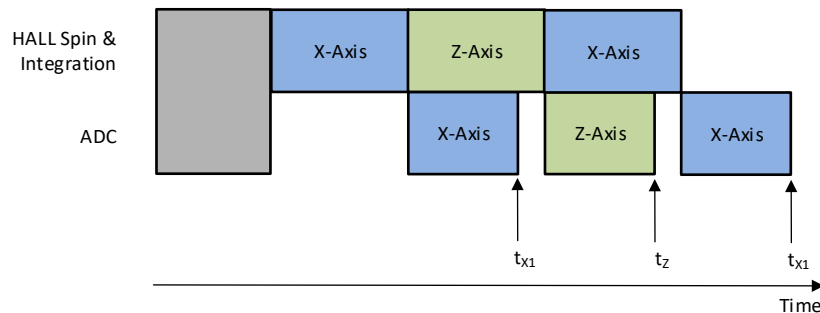 HALL Spin &
Integration
X-Axis
Z-Axis
X-Axis
ADC
X-Axis
Z-Axis
X-Axis
tX1
tZ
tX1
Time